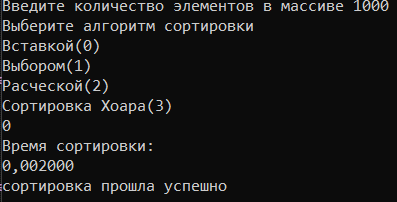 Введите количество элементов в массиве 1000
Выберите алгоритм сортировки
Вставкой(0)
Выбором(1)
Расческой(2)
Сортировка Хоара(3)
0
Время сортировки:
0,002000
сортировка прошла успешно